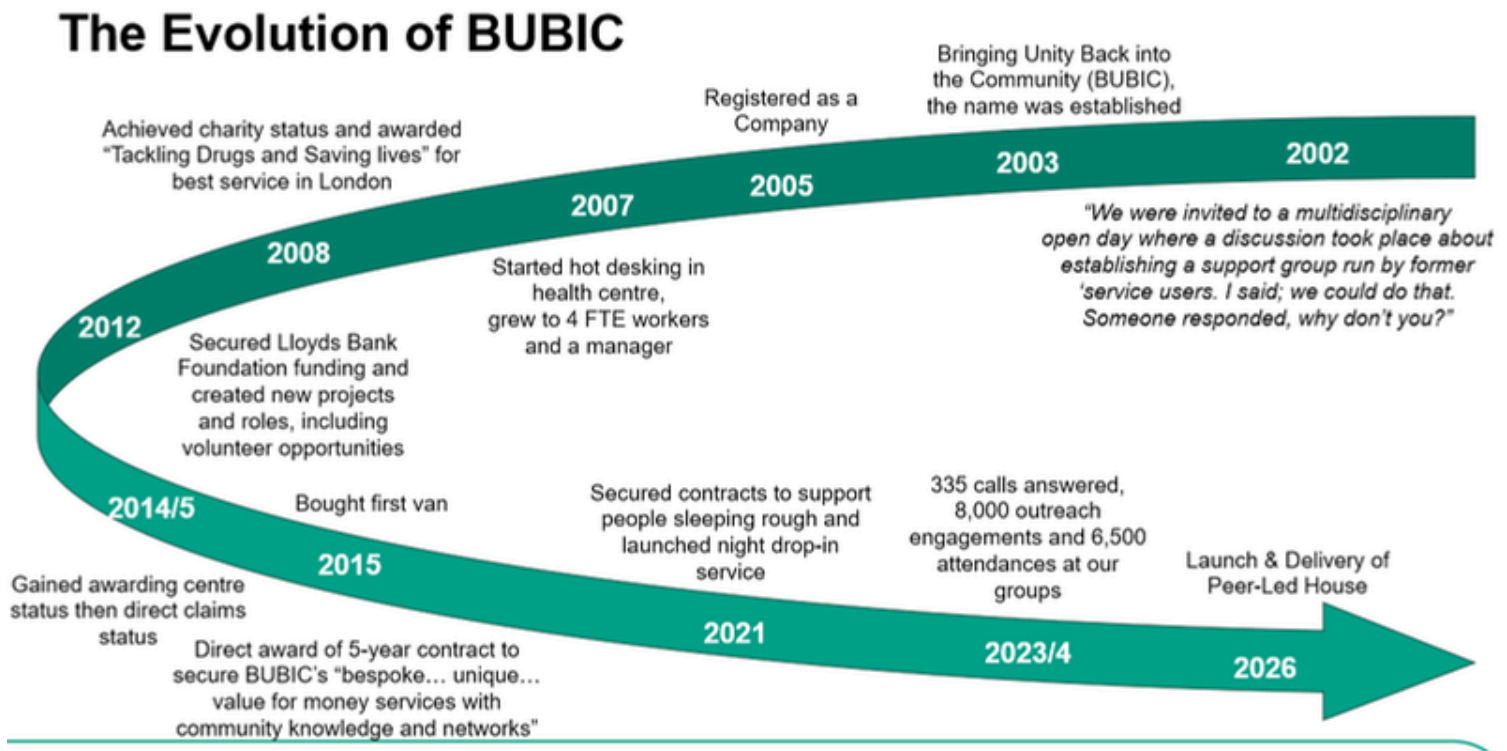 The Evolution of BUBIC
Bringing Unity Back into
the Community (BUBIC),
the name was established
Registered as a
Company
Achieved charity status and awarded
“Tackling Drugs and Saving lives” for
best service in London
2002
2003
2005
2007
2008
2012
“We were invited to a multidisciplinary
open day where a discussion took place about
establishing a support group run by former
‘service users. I said; we could do that.
Someone responded, why don’t you?”
Started hot desking in
health centre,
grew to 4 FTE workers
and a manager
Secured Lloyds Bank
Foundation funding and
created new projects
and roles, including
volunteer opportunities
2014/5
Gained awarding centre
status then direct claims
status
Bought first van
2015
Direct award of 5-year contract to
secure BUBIC’s “bespoke… unique…
value for money services with
community knowledge and networks”
Secured contracts to support
people sleeping rough and
launched night drop-in
service
2021
335 calls answered,
8,000 outreach
engagements and 6,500
attendances at our
groups
2023/4
Launch & Delivery of
Peer-Led House
2026